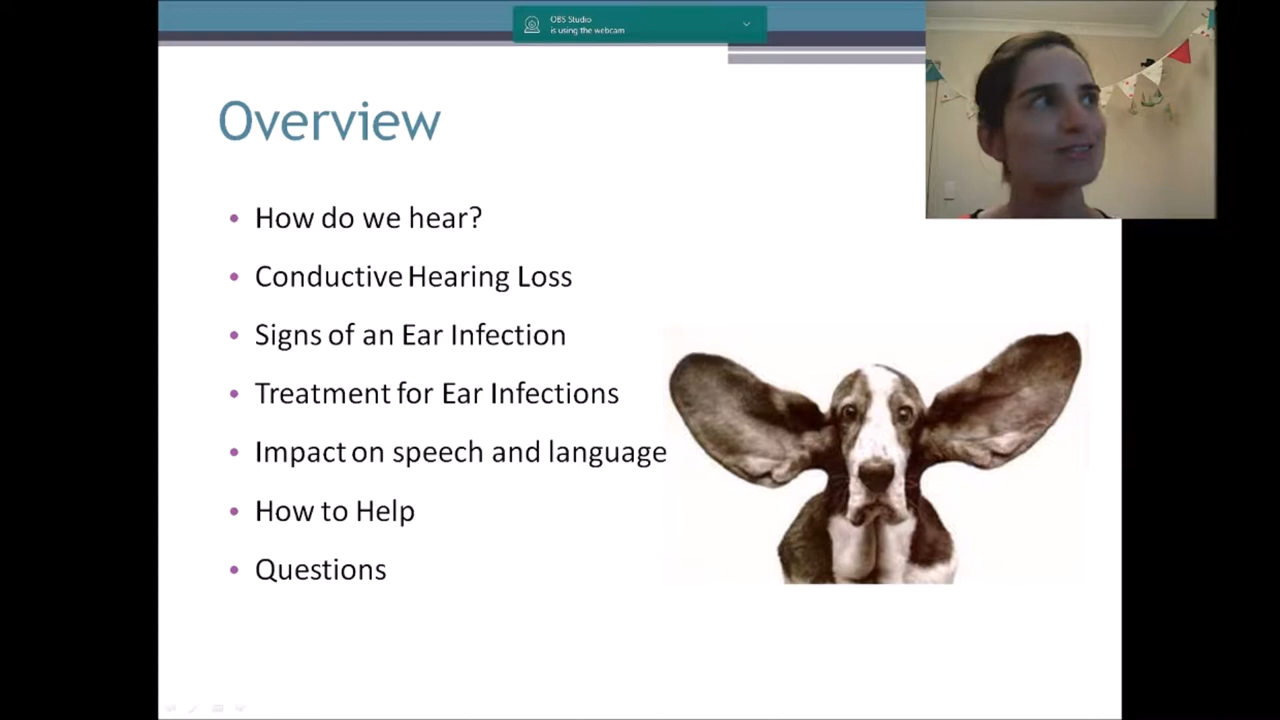 OBS Studio
is using the webcam
Overview
How do we hear?
Conductive Hearing Loss
Signs of an Ear Infection
Treatment for Ear Infections
Impact on speech and language
How to Help
Questions